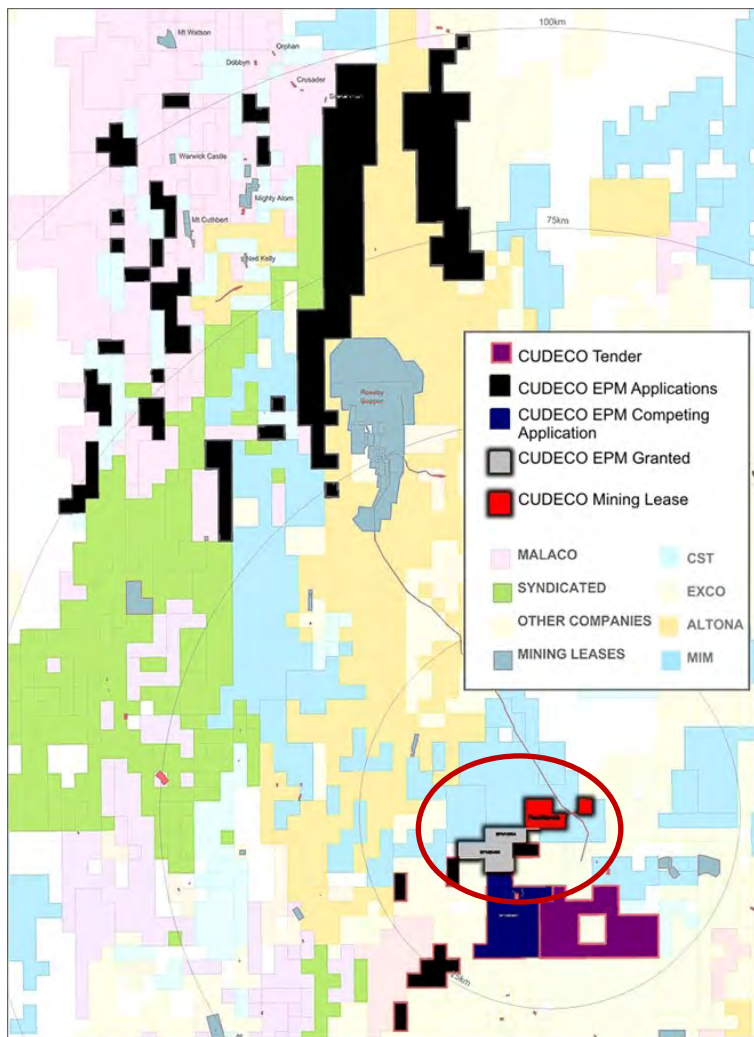 100km
Mt Watson
Orphan
Dobbyn
Crusader
Warwick Castle
Mighty Atom
Mt Cuthbert
75km
Ned Kelly
Roseby
Copper
CUDECO Tender
CUDECO EPM Applications
CUDECO EPM Competing
Application
CUDECO EPM Granted
CUDECO Mining Lease
MALACO
CST
SYNDICATED
EXCO
OTHER COMPANIES
ALTONA
MINING LEASES
MIM
25km